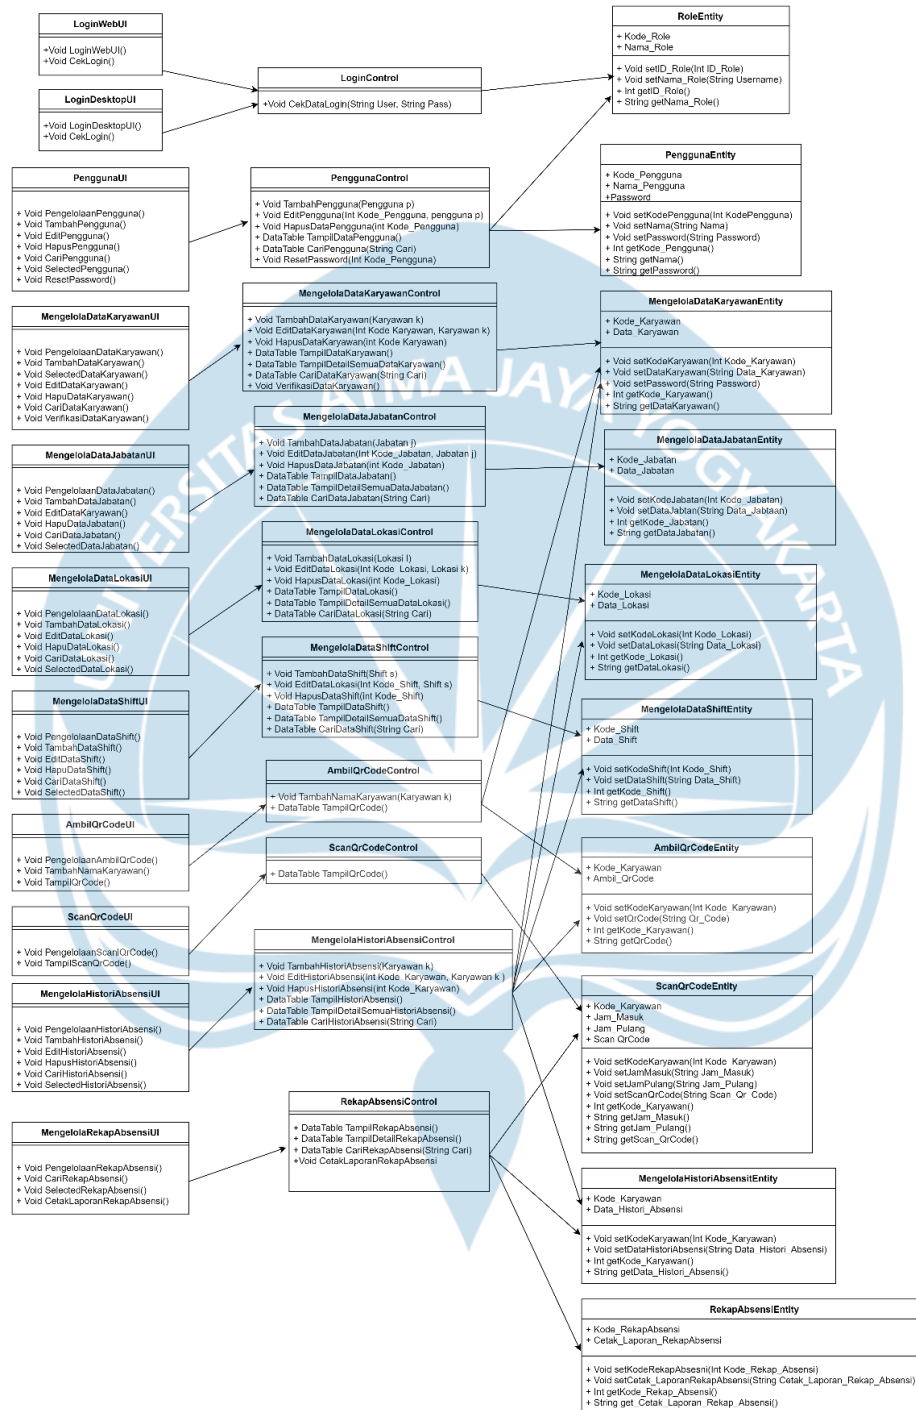 LoginWebUI
+Void LoginWebUI()
+Void CekLogin()
LoginDesktopUI
+Void LoginDesktopUI()
+Void CekLogin()
PenggunaUI
+ Void PengelolaanPengguna()
+ Void TambahPengguna()
+ Void EditPengguna()
+ Void HapusPengguna()
+ Void CariPengguna()
+ Void SelectedPengguna()
+ Void ResetPassword()
MengelolaDataKaryawanUI
+ Void PengelolaanDataKaryawan()
+ Void TambahDataKaryawan()
+ Void SelectedDataKaryawan()
+ Void EditDataKaryawan()
+ Void HapuDataKaryawan()
+ Void CariDataKaryawan()
+ Void VerifikasiDataKaryawan()
MengelolaDataJabatanUI
+ Void PengelolaanDataJabatan()
+ Void TambahDataJabatan()
+ Void EditDataKaryawan()
+ Void HapuDataJabatan()
+ Void CariDataJabatan()
+ Void SelectedDataJabatan()
MengelolaDataLokasiUI
+ Void PengelolaanDataLokasi()
+ Void TambahDataLokasi()
+ Void EditDataLokasi()
+ Void HapuDataLokasi()
+ Void CariDataLokasi()
+ Void SelectedDataLokasi()
MengelolaDataShiftUI
+ Void PengelolaanDataShift()
+ Void TambahDataShift()
+ Void EditDataShift()
+ Void HapuDataShift()
+ Void CariDataShift()
+ Void SelectedDataShift()
AmbilQrCodeUI
+ Void PengelolaanAmbilQrCode()
+ Void TambahNamaKaryawan()
+ Void TampilQrCode()
ScanQrCodeUI
+ Void PengelolaanScanlQrCode()
+ Void TampilScanQrCode()
MengelolaHistoriAbsensiUI
+ Void PengelolaanHistoriAbsensi()
+ Void TambahHistoriAbsensi()
+ Void EditHistoriAbsensi()
+ Void HapusHistoriAbsensi()
+ Void CariHistoriAbsensi()
+ Void SelectedHistoriAbsensi()
MengelolaRekapAbsensiUI
+ Void PengelolaanRekapAbsensi()
+ Void CariRekapAbsensi()
+ Void SelectedRekapAbsensi()
+ Void CetakLaporanRekapAbsensi()
LoginControl
+Void CekDataLogin(String User, String Pass)
PenggunaControl
+ Void TambahPengguna(Pengguna p)
+ Void EditPengguna(Int Kode_Pengguna, pengguna p)
+ Void HapusDataPengguna(int Kode_Pengguna)
+ DataTable TampilDataPengguna()
+ DataTable CariPengguna(String Cari)
+ Void ResetPassword(Int Kode_Pengguna)
MengelolaDataKaryawanControl
+ Void TambahDataKaryawan(Karyawan k)
+ Void EditDataKaryawan(Int Kode Karyawan, Karyawan k)
+ Void HapusDataKaryawan(int Kode Karyawan)
+ DataTable TampilDataKaryawan()
+ DataTable TampilDetailSemuaDataKaryawan()
+ DataTable CariDataKaryawan(String Cari)
+ Void VerifikasiDataKaryawan()
MengelolaDataJabatanControl
+ Void TambahDataJabatan(Jabatan j)
+ Void EditDataJabatan(Int Kode_Jabatan, Jabatan j)
+ Void HapusDataJabatan(int Kode_Jabatan)
+ DataTable TampilDataJabatan()
+ DataTable TampilDetailSemuaDataJabatan()
+ DataTable CariDataJabatan(String Cari)
MengelolaDataLokasiControl
+ Void TambahDataLokasi(Lokasi l)
+ Void EditDataLokasi(Int Kode_Lokasi, Lokasi k)
+ Void HapusDataLokasi(int Kode_Lokasi)
+ DataTable TampilDataLokasi()
+ DataTable TampilDetailSemuaDataLokasi()
+ DataTable CariDataLokasi(String Cari)
MengelolaDataShiftControl
+ Void TambahDataShift(Shift s)
+ Void EditDataLokasi(Int Kode_Shift, Shift s)
+ Void HapusDataShift(int Kode_Shift)
+ DataTable TampilDataShift()
+ DataTable TampilDetailSemuaDataShift()
+ DataTable CariDataShift(String Cari)
AmbilQrCodeControl
+ Void TambahNamaKaryawan(Karyawan k)
+ DataTable TampilQrCode()
ScanQrCodeControl
+ DataTable TampilQrCode()
MengelolaHistoriAbsensiControl
+ Void TambahHistoriAbsensi(Karyawan k)
+ Void EditHistoriAbsensi(Int Kode_Karyawan, Karyawan k )
+ Void HapusHistoriAbsensi(int Kode_Karyawan)
+ DataTable TampilHistoriAbsensi()
+ DataTable TampilDetailSemuaHistoriAbsensi()
+ DataTable CariHistoriAbsensi(String Cari)
RekapAbsensiControl
+ DataTable TampilRekapAbsensi()
+ DataTable TampilDetailRekapAbsensi()
+ DataTable CariRekapAbsensi(String Cari)
+Void CetakLaporanRekapAbsensi
RoleEntity
+ Kode_Role
+ Nama_Role
+ Void setID_Role(Int ID_Role)
+ Void setNama_Role(String Username)
+ Int getID_Role()
+ String getNama_Role()
PenggunaEntity
+ Kode_Pengguna
+ Nama_Pengguna
+Password
+ Void setKodePengguna(Int KodePengguna)
+ Void setNama(String Nama)
+ Void setPassword(String Password)
+ Int getKode_Pengguna()
+ String getNama()
+ String getPassword()
MengelolaDataKaryawanEntity
+ Kode_Karyawan
+ Data_Karyawan
+ Void setKodeKaryawan(Int Kode_Karyawan)
+ Void setDataKaryawan(String Data_Karyawan)
+ Void setPassword(String Password)
+ Int getKode_Karyawan()
+ String getDataKaryawan()
MengelolaDataJabatanEntity
+ Kode_Jabatan
+ Data_Jabatan
+ Void setKodeJabatan(Int Kode_Jabatan)
+ Void setDataJabtan(String Data_Jabtaan)
+ Int getKode_Jabatan()
+ String getDataJabatan()
MengelolaDataLokasiEntity
+ Kode_Lokasi
+ Data_Lokasi
+ Void setKodeLokasi(Int Kode_Lokasi)
+ Void setDataLokasi(String Data_Lokasi)
+ Int getKode_Lokasi()
+ String getDataLokasi()
MengelolaDataShiftEntity
+ Kode_Shift
+ Data_Shift
+ Void setKodeShift(Int Kode_Shift)
+ Void setDataShift(String Data_Shift)
+ Int getKode_Shift()
+ String getDataShift()
AmbilQrCodeEntity
+ Kode_Karyawan
+ Ambil_QrCode
+ Void setKodeKaryawan(Int Kode_Karyawan)
+ Void setQrCode(String Qr_Code)
+ Int getKode_Karyawan()
+ String getQrCode()
ScanQrCodeEntity
+ Kode_Karyawan
+ Jam_Masuk
+ Jam_Pulang
+ Scan QrCode
+ Void setKodeKaryawan(Int Kode_Karyawan)
+ Void setJamMasuk(String Jam_Masuk)
+ Void setJamPulang(String Jam_Pulang)
+ Void setScanQrCode(String Scan_Qr_Code)
+ Int getKode_Karyawan()
+ String getJam_Masuk()
+ String getJam_Pulang()
+ String getScan_QrCode()
MengelolaHistoriAbsensitEntity
+ Kode_Karyawan
+ Data_Histori_Absensi
+ Void setKodeKaryawan(Int Kode_Karyawan)
+ Void setDataHistoriAbsensi(String Data_Histori_Absensi)
+ Int getKode_Karyawan()
+ String getData_Histori_Absensi()
RekapAbsensiEntity
+ Kode_RekapAbsensi
+ Cetak_Laporan_RekapAbsensi
+ Void setKodeRekapAbsesni(Int Kode_Rekap_Absensi)
+ Void setCetak_LaporanRekapAbsensi(String Cetak_Laporan_Rekap_Absensi)
+ Int getKode_Rekap_Absensi()
+ String get_Cetak_Laporan_Rekap_Absensi()
UNIVERSITAS ATMA JAYA YOGYAKARTA